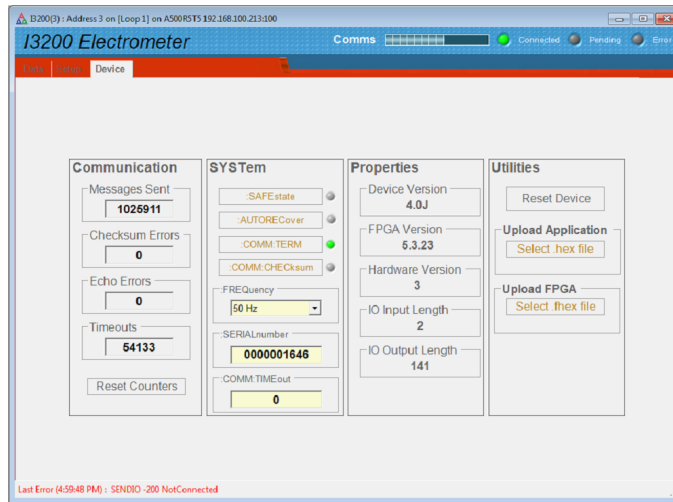 I3200(3) : Address 3 on [Loop 1] on A500RST5 192.168.100.213:100
I3200 Electrometer
Comms
Connected
Pending
Error
Data
Setup
Device
Communication
Messages Sent
1025911
Checksum Errors
0
Echo Errors
0
Timeouts
54133
Reset Counters
SYSTem
:SAFEstate
:AUTORECover
:COMM:TERM
:COMM:CHECksum
:FREQuency
50 Hz
:SERIALnumber
0000001646
:COMM:TIMEout
0
Properties
Device Version
4.0J
FPGA Version
5.3.23
Hardware Version
3
IO Input Length
2
IO Output Length
141
Utilities
Reset Device
Upload Application
Select .hex file
Upload FPGA
Select .fhex file
Last Error (4:59:48 PM) : SENDIO -200 NotConnected